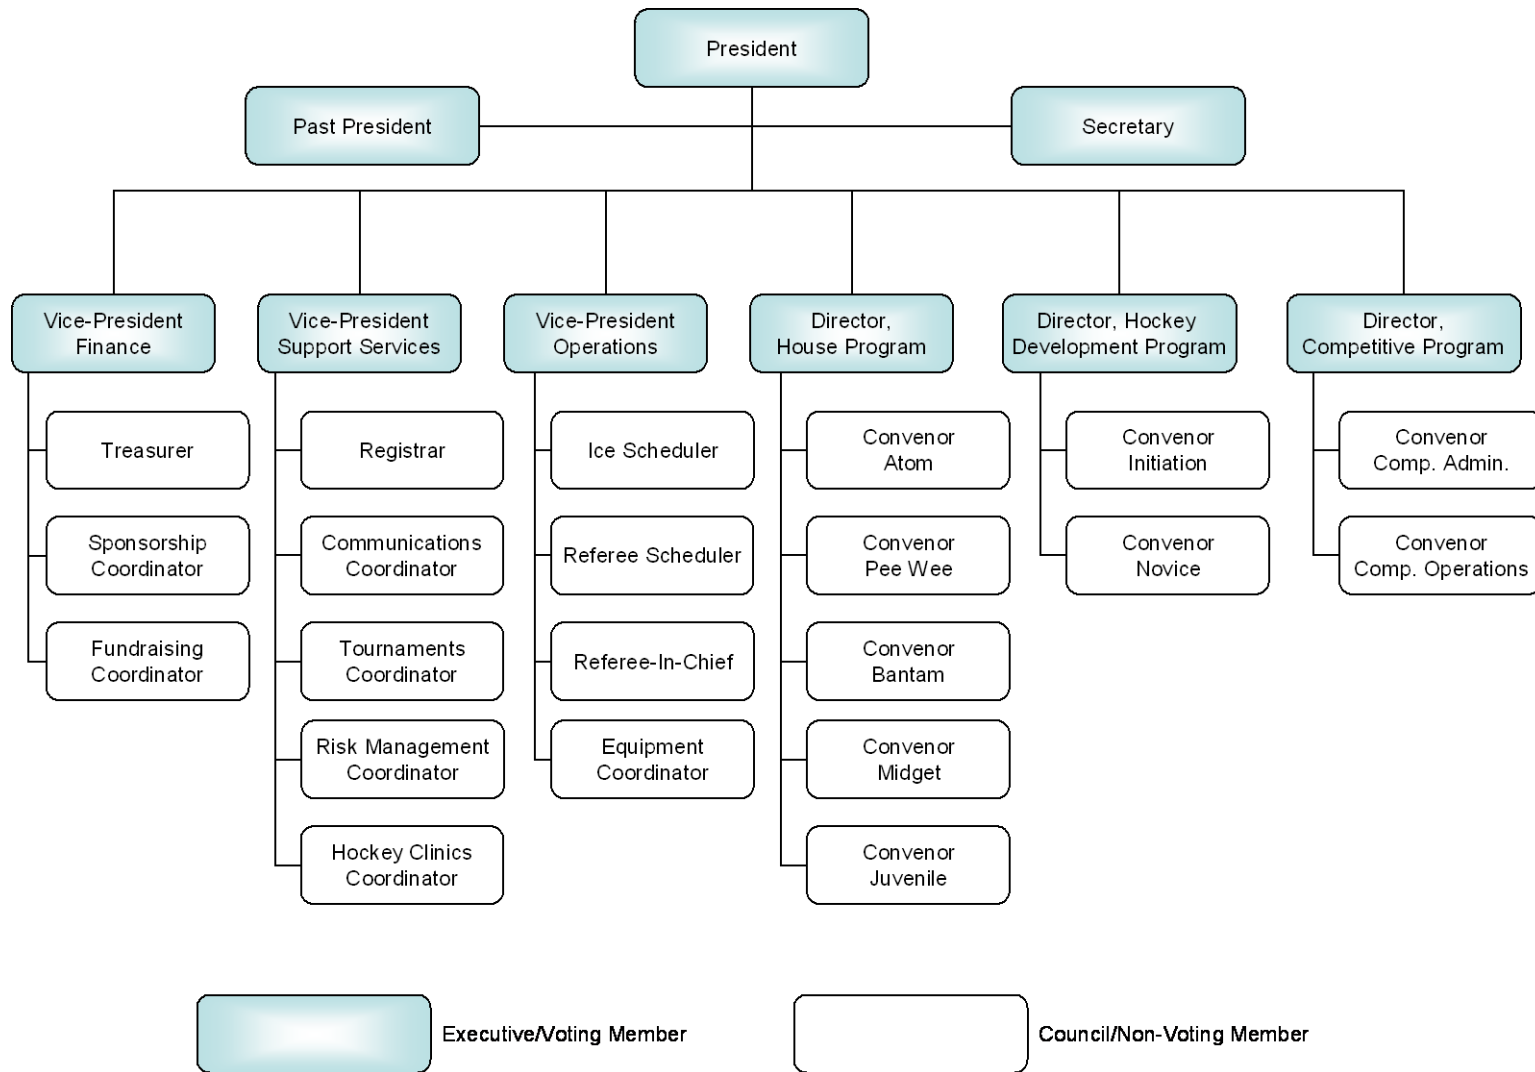 President
Past President
Secretary
Vice-President
Finance
Vice-President
Support Services
Vice-President
Operations
Director,
House Program
Director, Hockey
Development Program
Director,
Competitive Program
Treasurer
Sponsorship
Coordinator
Fundraising
Coordinator
Registrar
Communications
Coordinator
Tournaments
Coordinator
Risk Management
Coordinator
Hockey Clinics
Coordinator
Ice Scheduler
Referee Scheduler
Referee-In-Chief
Equipment
Coordinator
Convenor
Atom
Convenor
Pee Wee
Convenor
Bantam
Convenor
Midget
Convenor
Juvenile
Convenor
Initiation
Convenor
Novice
Convenor
Comp. Admin.
Convenor
Comp. Operations
Executive/Voting Member
Council/Non-Voting Member